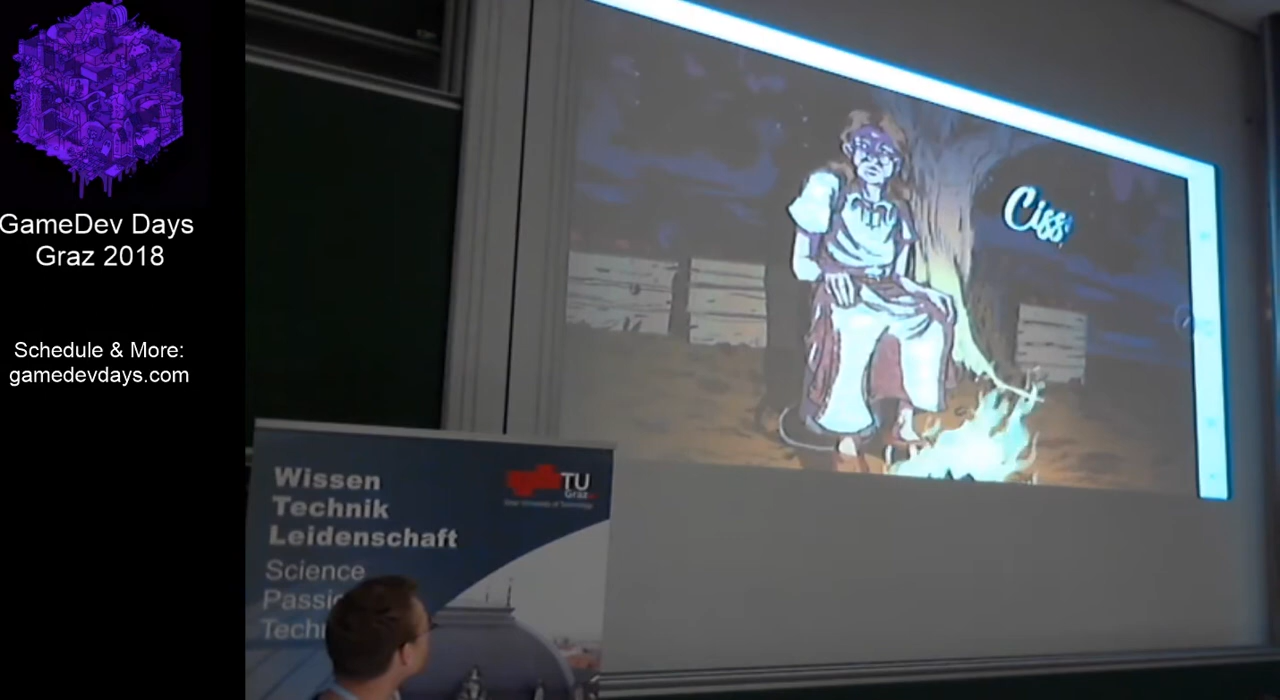 GameDev Days
Graz 2018
Schedule & More:
gamedevdays.com
Ciss
Wissen
Technik
Leidenschaft
Science
Passi
Techn
TU
Graz